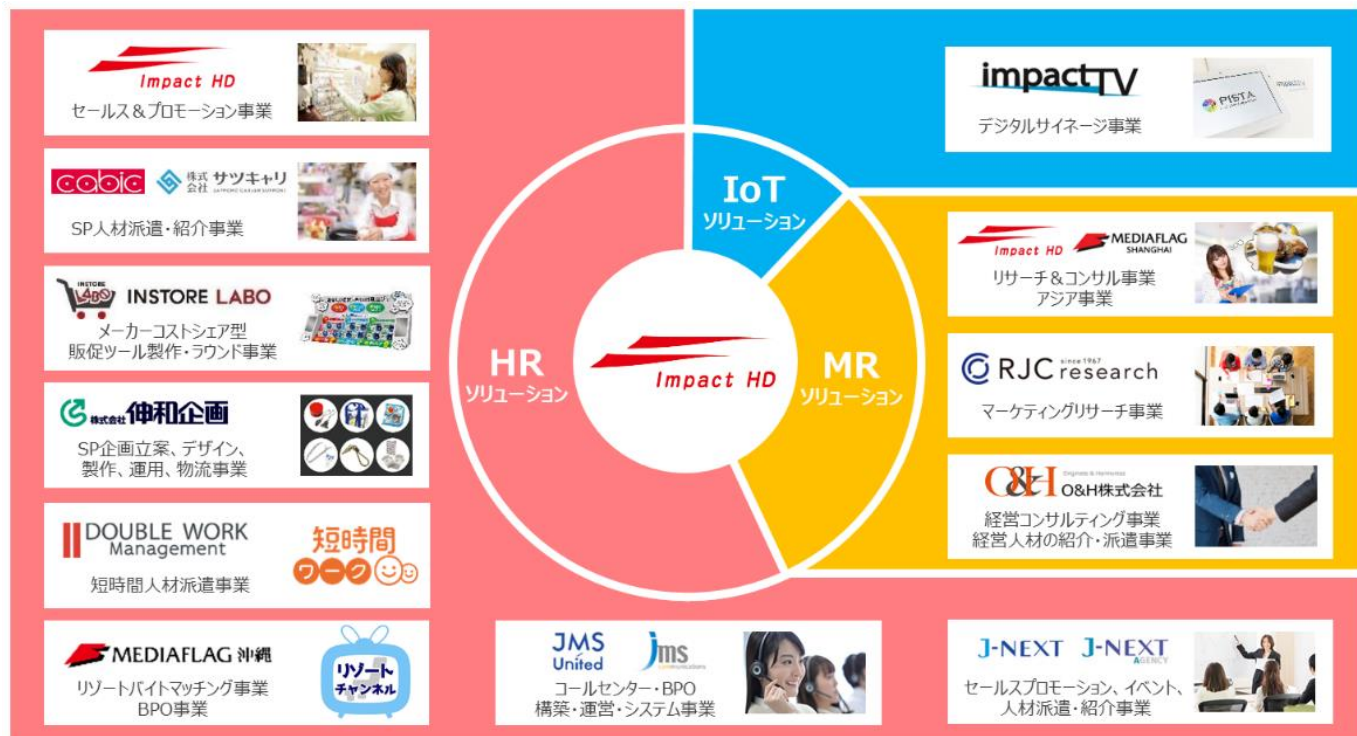 Impact HD
セールス＆プロモーション事業
cabic
株式会社 サツキャリ
SAPPORO CAREER SUPPORT
SP人材派遣・紹介事業
INSTORE LABO
INSTORE LABO
メーカーコストシェア型
販促ツール製作・ラウンド事業
株式会社 伸和企画
SP企画立案、デザイン、
製作、運用、物流事業
DOUBLE WORK
Management
短時間
ワーク
短時間人材派遣事業
MEDIAFLAG 沖縄
リゾートバイトマッチング事業
BPO事業
リゾート
チャンネル
HR
ソリューション
IoT
ソリューション
MR
ソリューション
Impact HD
impactTV
デジタルサイネージ事業
PISTA
impactTV
Impact HD
MEDIAFLAG
SHANGHAI
リサーチ＆コンサル事業
アジア事業
RJC research
since 1967
マーケティングリサーチ事業
O&H
Originate & Harmonize
O&H株式会社
経営コンサルティング事業
経営人材の紹介・派遣事業
JMS
United
jms
communications
コールセンター・BPO
構築・運営・システム事業
J-NEXT
J-NEXT
AGENCY
セールスプロモーション、イベント、
人材派遣・紹介事業